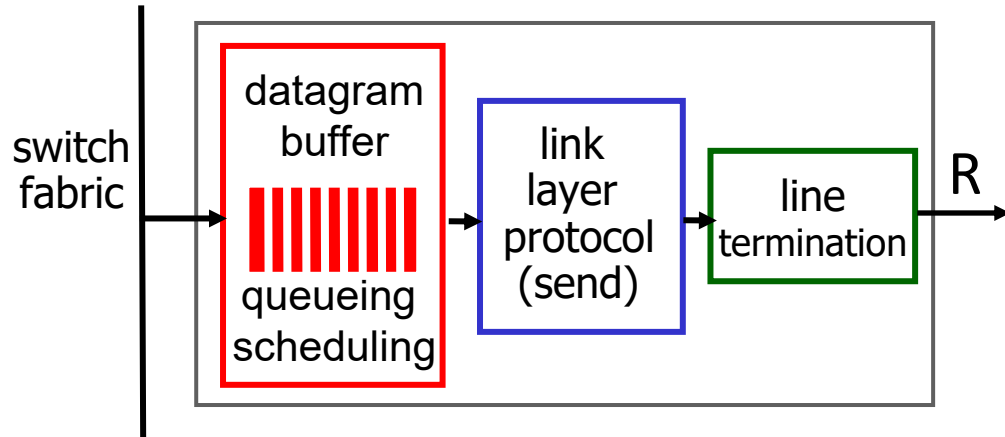 switch
fabric
datagram
buffer
queueing
scheduling
link
layer
protocol
(send)
line
termination
R